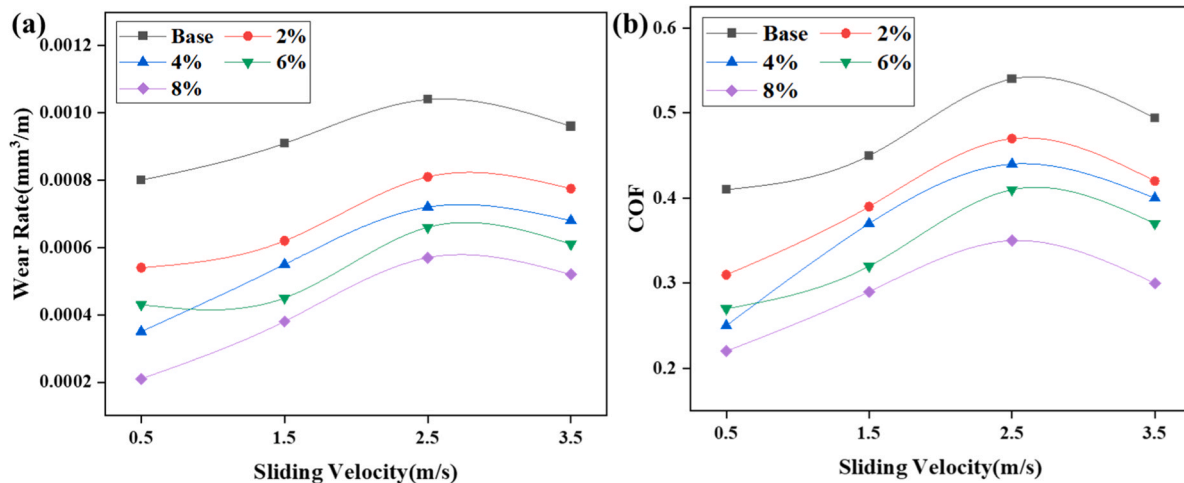 (a)
Base 2%
4% 6%
8%
0.0012
0.0010
0.0008
0.0006
0.0004
0.0002
Wear Rate(mm³/m)
0.5 1.5 2.5 3.5
Sliding Velocity(m/s)
(b)
Base 2%
4% 6%
8%
0.6
0.5
0.4
0.3
0.2
COF
0.5 1.5 2.5 3.5
Sliding Velocity(m/s)